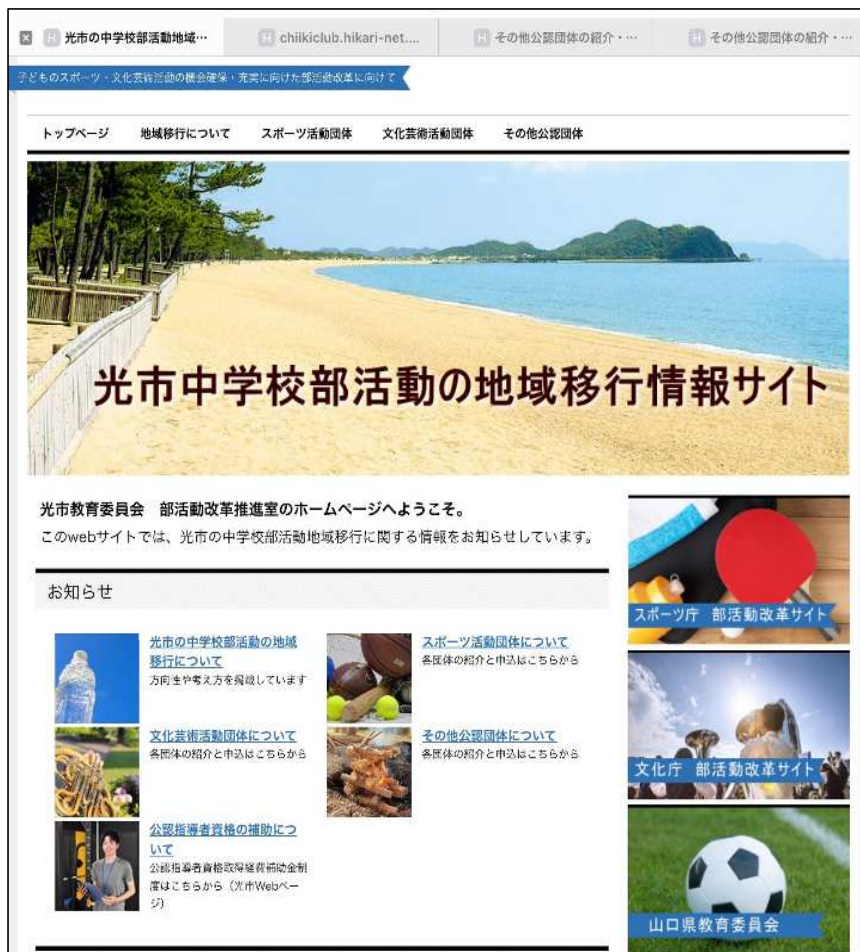 光市の中学校部活動地域…
chiikiclub.hikari-net....
その他公認団体の紹介・…
その他公認団体の紹介・…
子どものスポーツ・文化芸術活動の機会確保・充実に向けた部活動改革に向けて
トップページ 地域移行について スポーツ活動団体 文化芸術活動団体 その他公認団体
光市中学校部活動の地域移行情報サイト
光市教育委員会 部活動改革推進室のホームページへようこそ。
このwebサイトでは、光市の中学校部活動地域移行に関する情報をお知らせしています。
お知らせ
光市の中学校部活動の地域
移行について
方向性や考え方を掲載しています
スポーツ活動団体について
各団体の紹介と申込はこちらから
文化芸術活動団体について
各団体の紹介と申込はこちらから
その他公認団体について
各団体の紹介と申込はこちらから
公認指導者資格の補助につ
いて
公認指導者資格取得経費補助金制
度はこちらから（光市Webペー
ジ）
スポーツ庁 部活動改革サイト
文化庁 部活動改革サイト
山口県教育委員会